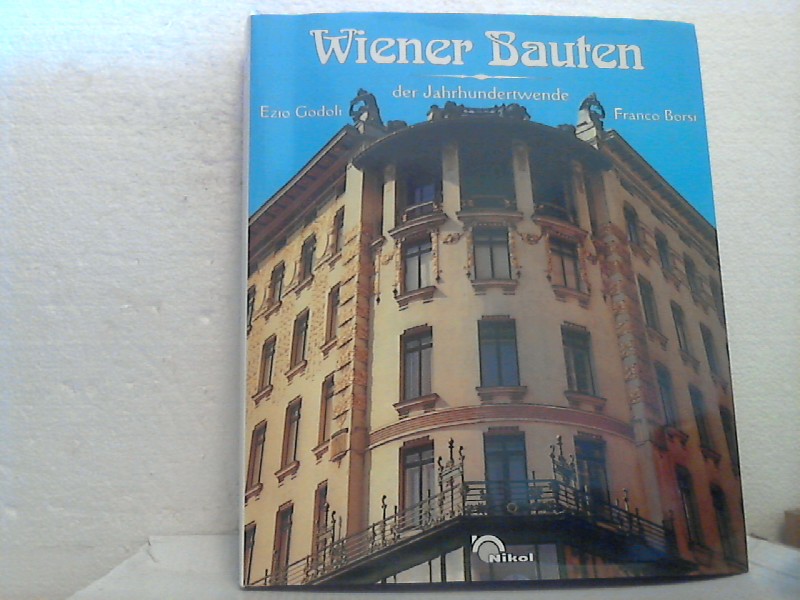 Wiener Bauten
der Jahrhundertwende
Ezio Godoli
Franco Borsi
Nikol